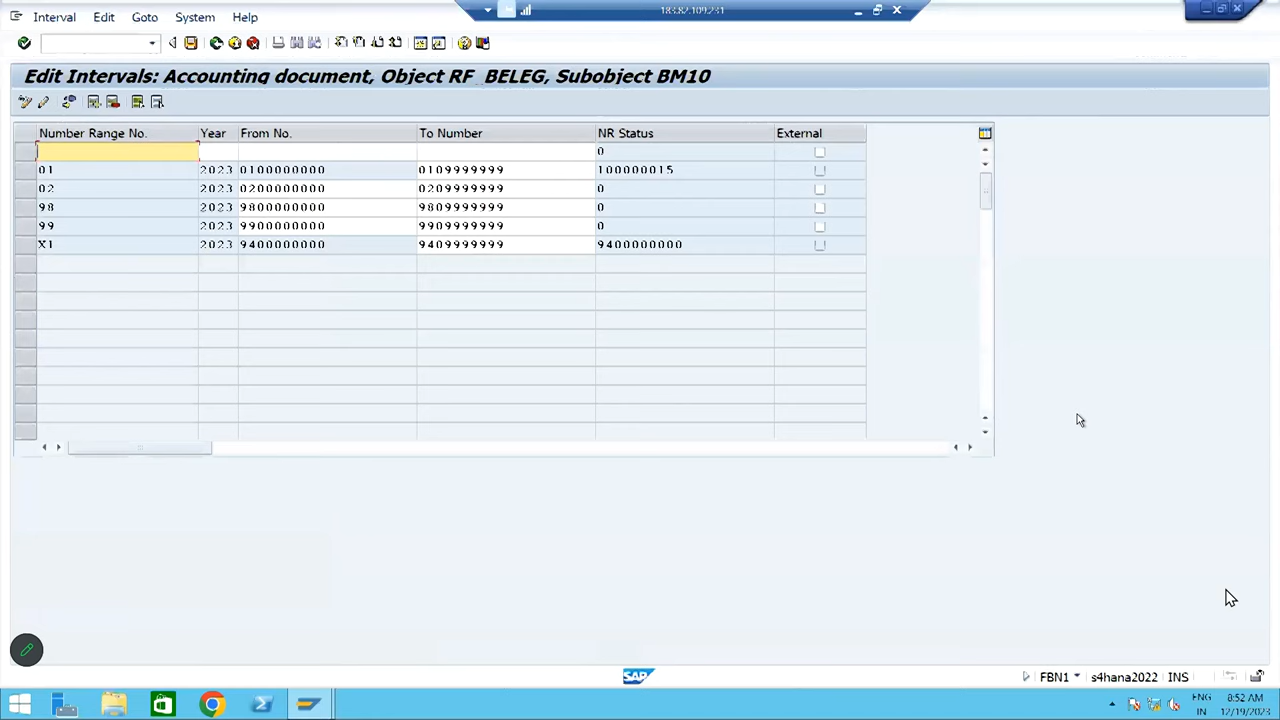 183.82.109.231
Interval Edit Goto System Help
Edit Intervals: Accounting document, Object RF_BELEG, Subobject BM10
Number Range No. Year From No. To Number NR Status External
0
01 2023 0100000000 0109999999 100000015
02 2023 0200000000 0209999999 0
98 2023 9800000000 9809999999 0
99 2023 9900000000 9909999999 0
X1 2023 9400000000 9409999999 9400000000
SAP
FBN1 s4hana2022 INS
ENG 8:52 AM
IN 12/19/2023